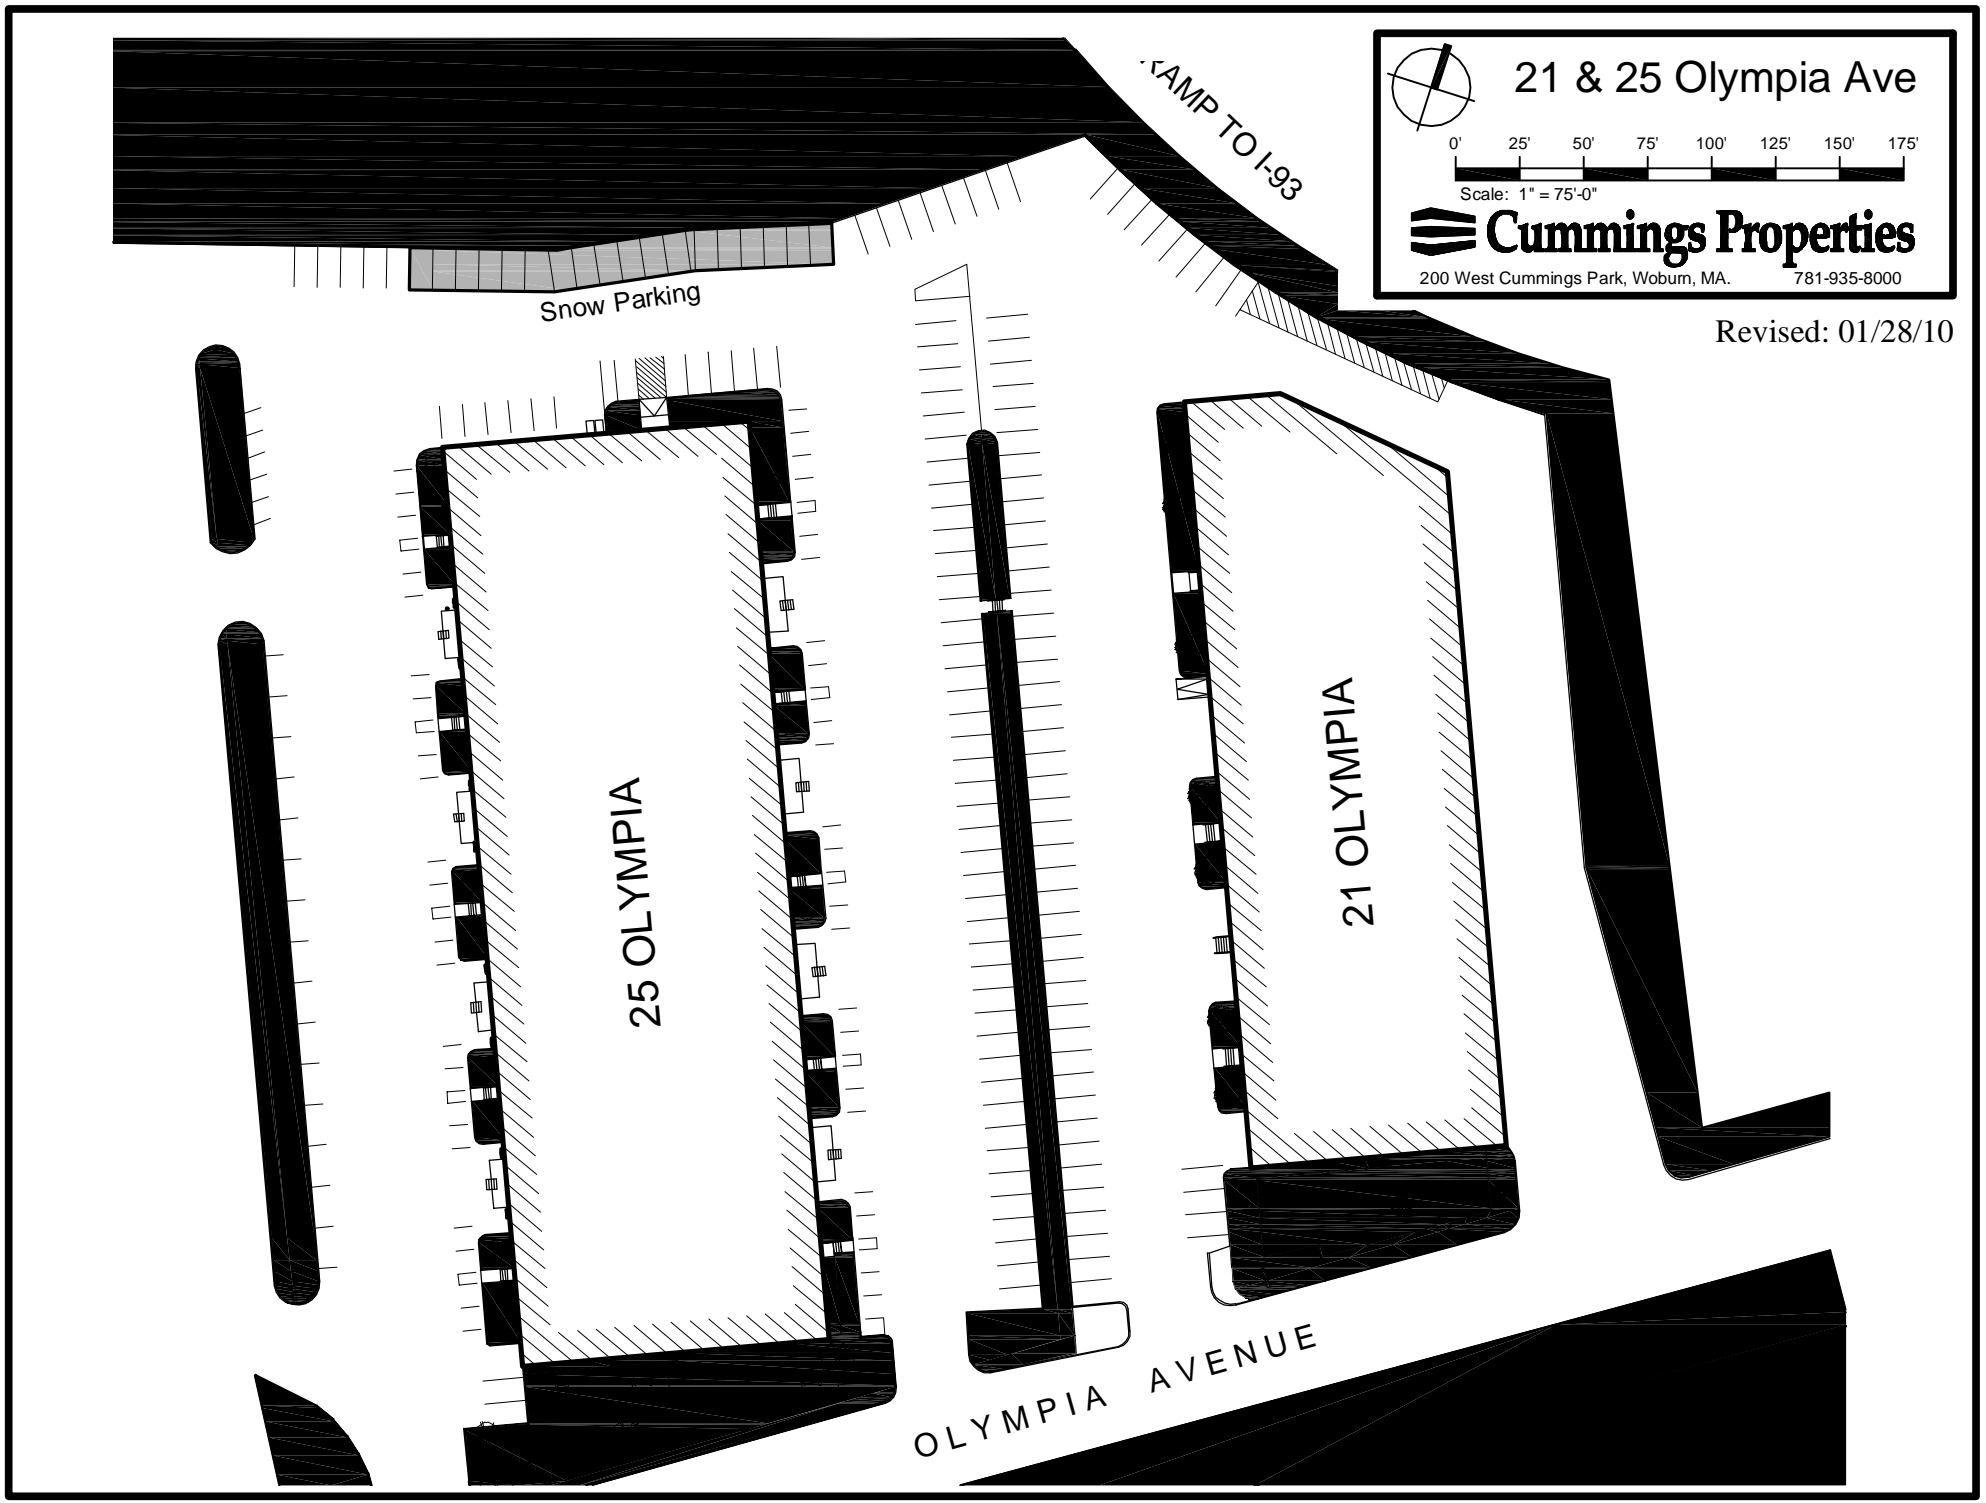 RAMP TO I-93
21 & 25 Olympia Ave
0' 25' 50' 75' 100' 125' 150' 175'
Scale: 1" = 75'-0"
Cummings Properties
200 West Cummings Park, Woburn, MA. 781-935-8000
Revised: 01/28/10
Snow Parking
25 OLYMPIA
21 OLYMPIA
OLYMPIA AVENUE